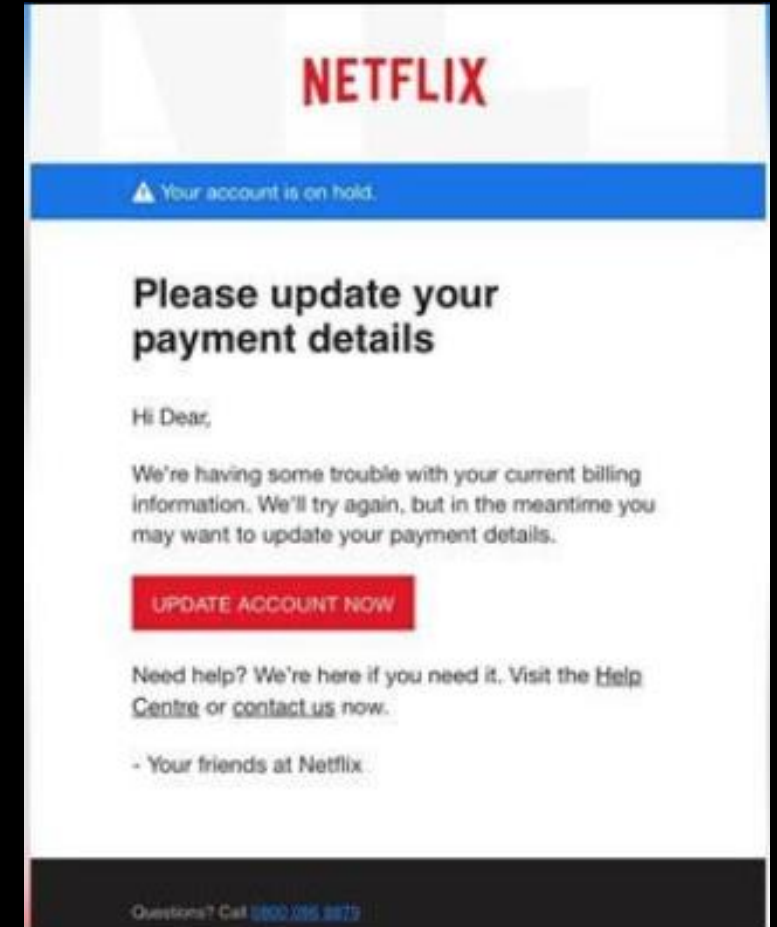 NETFLIX
Your account is on hold.
Please update your
payment details
Hi Dear,
We're having some trouble with your current billing
information. We'll try again, but in the meantime you
may want to update your payment details.
UPDATE ACCOUNT NOW
Need help? We're here if you need it. Visit the Help
Centre or contact us now.
- Your friends at Netflix
Questions? Call